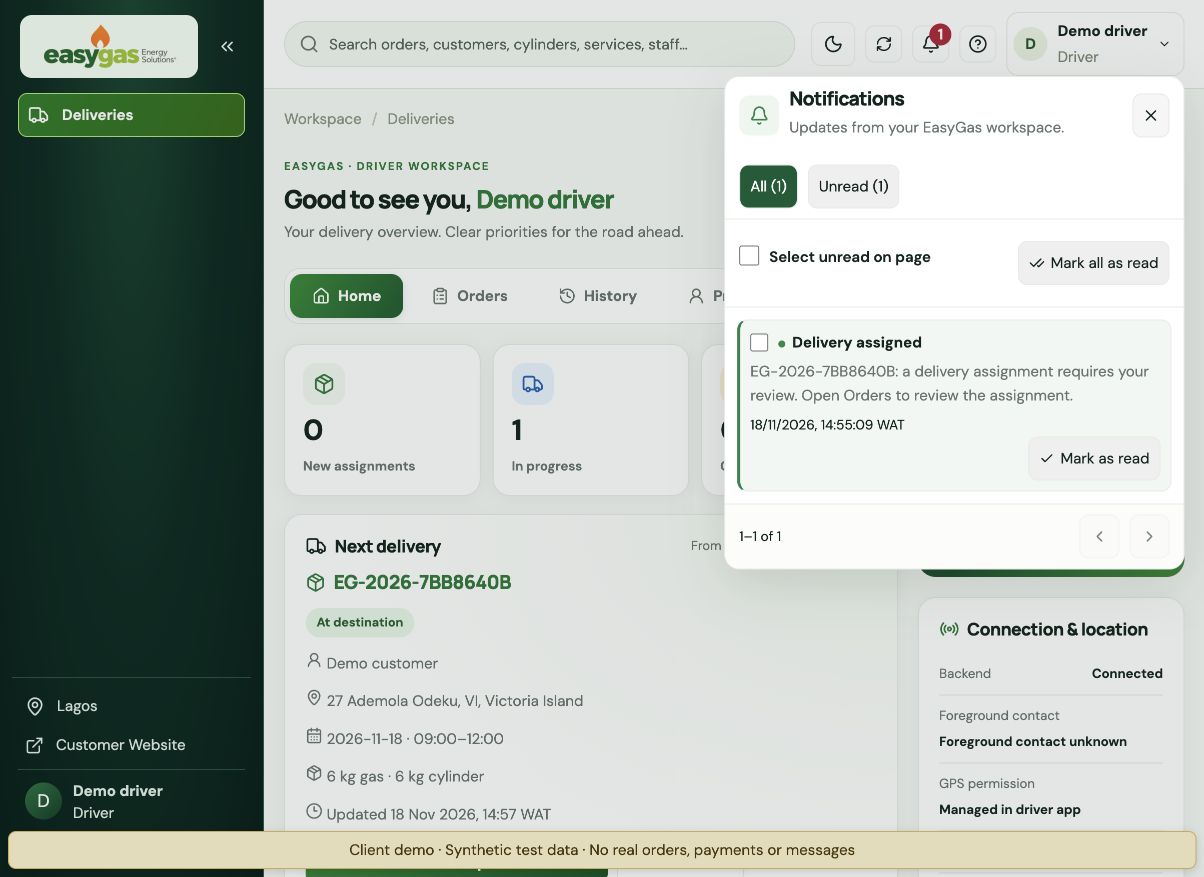 easygas Energy Solutions
Deliveries
Lagos
Customer Website
D
Demo driver
Driver
Search orders, customers, cylinders, services, staff…
1
D
Demo driver
Driver
Workspace / Deliveries
EASYGAS · DRIVER WORKSPACE
Good to see you, Demo driver
Your delivery overview. Clear priorities for the road ahead.
Home
Orders
History
0
New assignments
1
In progress
Next delivery
From
EG-2026-7BB8640B
At destination
Demo customer
27 Ademola Odeku, VI, Victoria Island
2026-11-18 · 09:00–12:00
6 kg gas · 6 kg cylinder
Updated 18 Nov 2026, 14:57 WAT
Notifications
Updates from your EasyGas workspace.
All (1)
Unread (1)
Select unread on page
Mark all as read
Delivery assigned
EG-2026-7BB8640B: a delivery assignment requires your
review. Open Orders to review the assignment.
18/11/2026, 14:55:09 WAT
Mark as read
1–1 of 1
Connection & location
Backend
Connected
Foreground contact
Foreground contact unknown
GPS permission
Managed in driver app
Client demo · Synthetic test data · No real orders, payments or messages